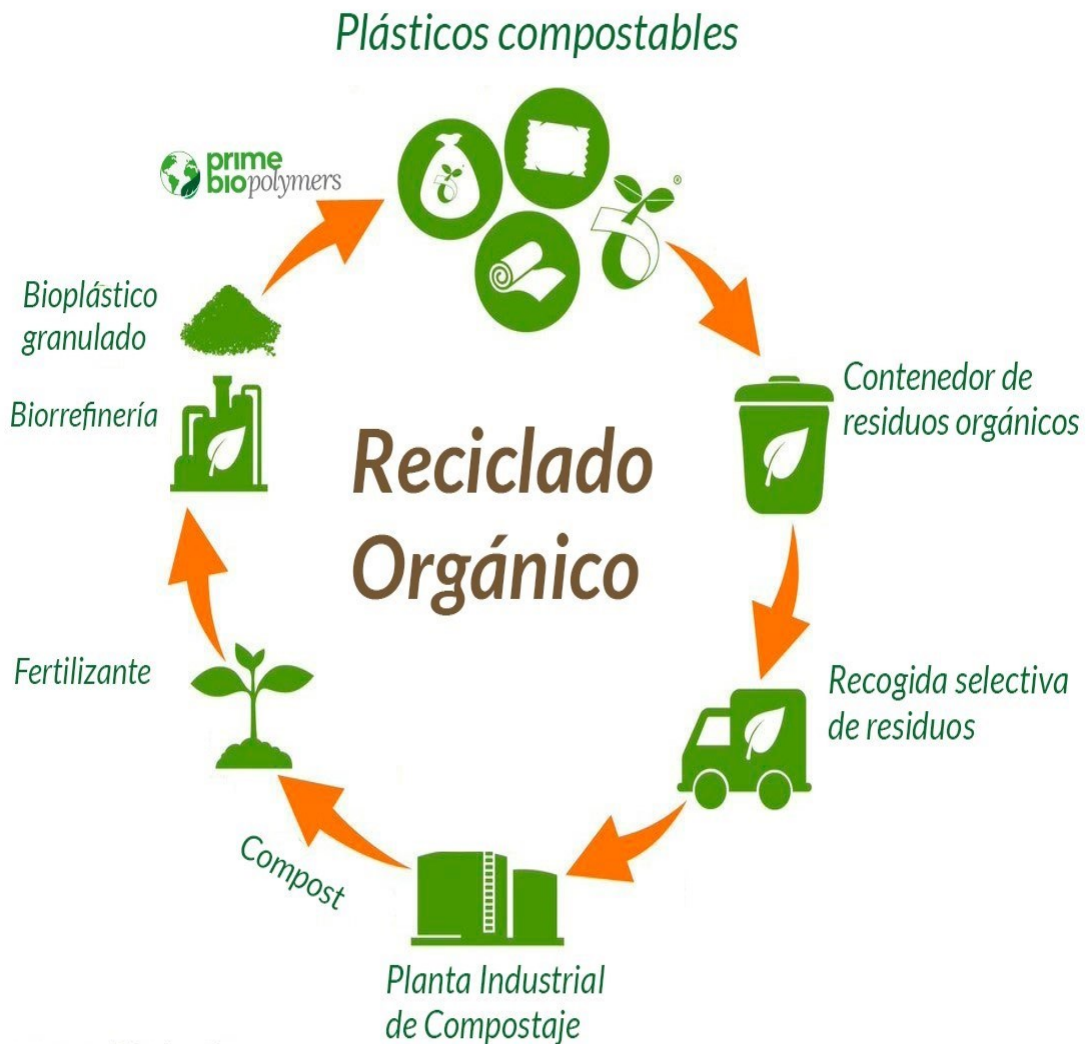 Plásticos compostables
prime
biopolymers
®
Bioplástico
granulado
Biorrefinería
Contenedor de
residuos orgánicos
Reciclado
Orgánico
Fertilizante
Recogida selectiva
de residuos
Compost
Planta Industrial
de Compostaje